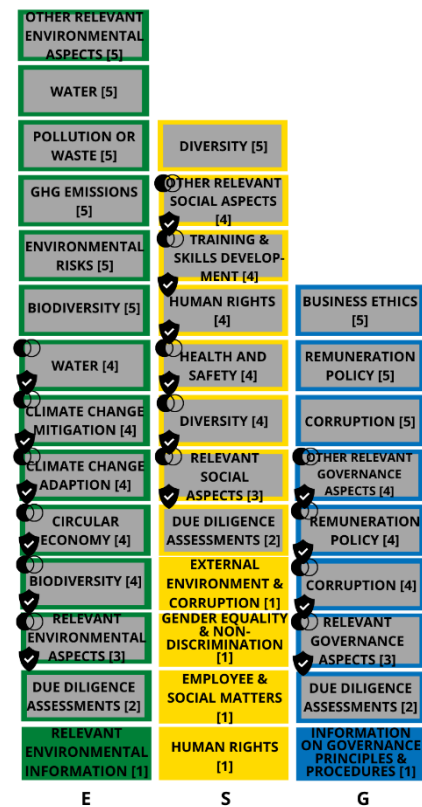 OTHER RELEVANT
ENVIRONMENTAL
ASPECTS [5]
WATER [5]
POLLUTION OR
WASTE [5]
GHG EMISSIONS
[5]
ENVIRONMENTAL
RISKS [5]
BIODIVERSITY [5]
WATER [4]
CLIMATE CHANGE
MITIGATION [4]
CLIMATE CHANGE
ADAPTION [4]
CIRCULAR
ECONOMY [4]
BIODIVERSITY [4]
RELEVANT
ENVIRONMENTAL
ASPECTS [3]
DUE DILIGENCE
ASSESSMENTS [2]
RELEVANT
ENVIRONMENTAL
INFORMATION [1]
E
DIVERSITY [5]
OTHER RELEVANT
SOCIAL ASPECTS
[4]
TRAINING &
SKILLS DEVELOP-
MENT [4]
HUMAN RIGHTS
[4]
HEALTH AND
SAFETY [4]
DIVERSITY [4]
RELEVANT
SOCIAL
ASPECTS [3]
DUE DILIGENCE
ASSESSMENTS [2]
EXTERNAL
ENVIRONMENT &
CORRUPTION [1]
GENDER EQUALITY
& NON-
DISCRIMINATION
[1]
EMPLOYEE &
SOCIAL MATTERS
[1]
HUMAN RIGHTS
[1]
S
BUSINESS ETHICS
[5]
REMUNERATION
POLICY [5]
CORRUPTION [5]
OTHER RELEVANT
GOVERNANCE
ASPECTS [4]
REMUNERATION
POLICY [4]
CORRUPTION [4]
RELEVANT
GOVERNANCE
ASPECTS [3]
DUE DILIGENCE
ASSESSMENTS [2]
INFORMATION
ON GOVERNANCE
PRINCIPLES &
PROCEDURES [1]
G